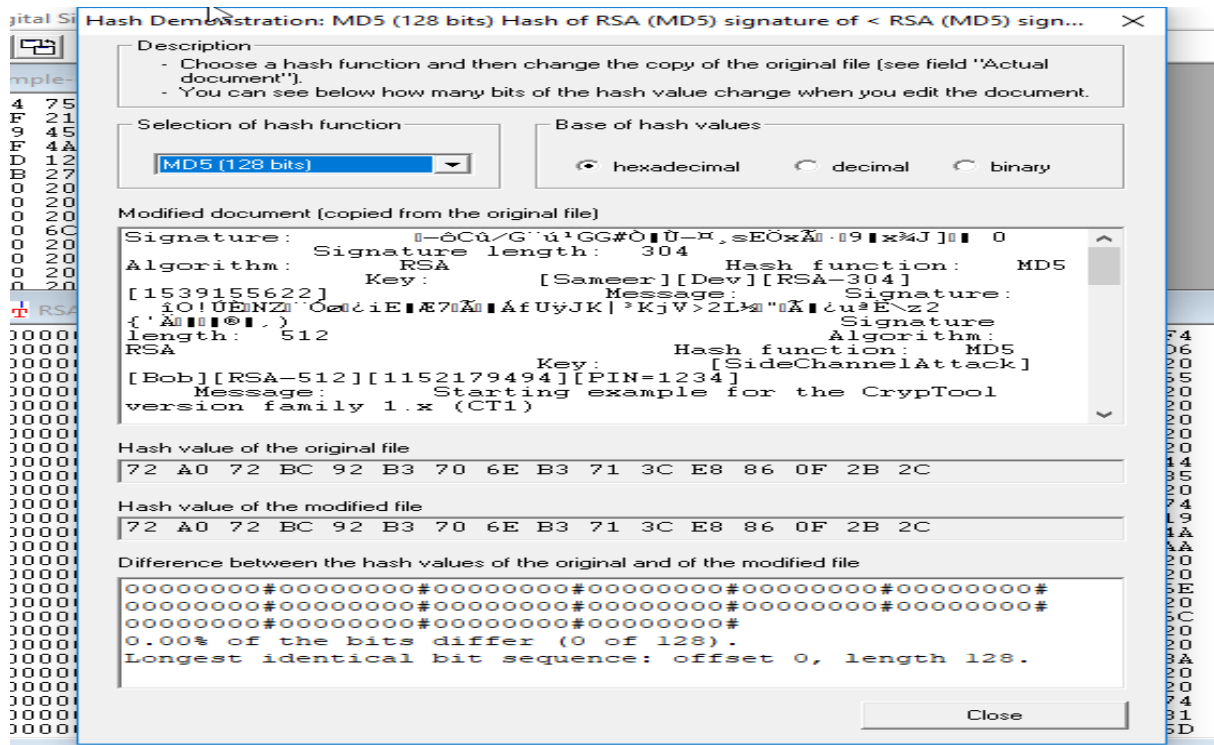 gital Si
Hash Demonstration: MD5 (128 bits) Hash of RSA (MD5) signature of < RSA (MD5) sign...
Description
- Choose a hash function and then change the copy of the original file (see field "Actual
document").
- You can see below how many bits of the hash value change when you edit the document.
Selection of hash function
Base of hash values
MD5 (128 bits)
hexadecimal
decimal
binary
Modified document (copied from the original file)
Signature:
Signature length: 304
Algorithm: RSA Hash function: MD5
Key: [Sameer][Dev][RSA-304]
[1539155622] Message: Signature:
Signature
length: 512 Algorithm:
RSA Hash function: MD5
Key: [SideChannelAttack]
[Bob][RSA-512][1152179494][PIN=1234]
Message: Starting example for the CrypTool
version family 1.x (CT1)
Hash value of the original file
72 A0 72 BC 92 B3 70 6E B3 71 3C E8 86 0F 2B 2C
Hash value of the modified file
72 A0 72 BC 92 B3 70 6E B3 71 3C E8 86 0F 2B 2C
Difference between the hash values of the original and of the modified file
00000000#00000000#00000000#00000000#00000000#00000000#
00000000#00000000#00000000#00000000#00000000#00000000#
00000000#00000000#00000000#00000000#
0.00% of the bits differ (0 of 128).
Longest identical bit sequence: offset 0, length 128.
Close